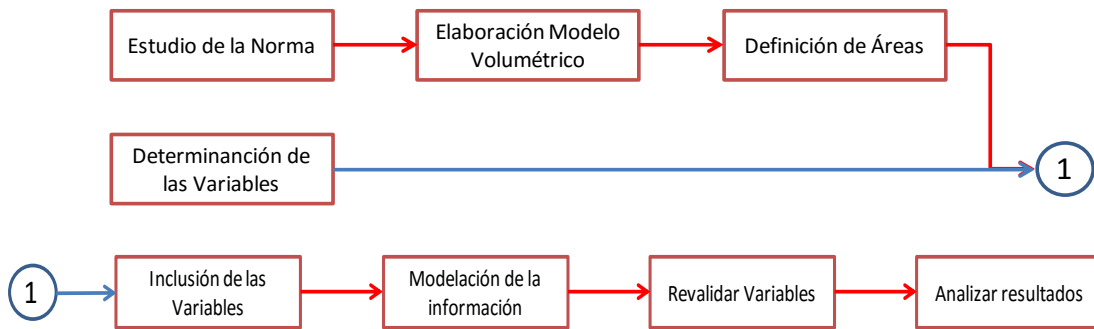 Estudio de la Norma
Elaboración Modelo
Volumétrico
Definición de Áreas
Determinanción de
las Variables
1
1
Inclusión de las
Variables
Modelación de la
información
Revalidar Variables
Analizar resultados